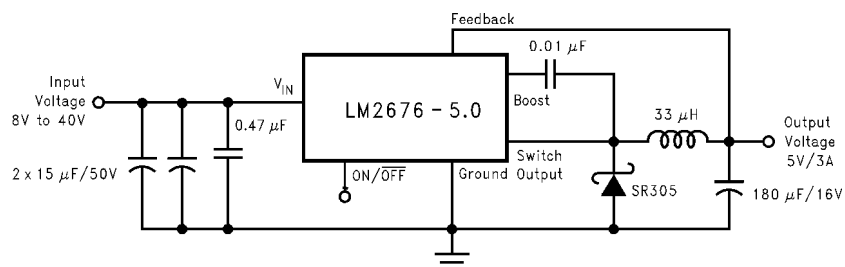 Feedback
0.01 μF
Input
Voltage
8V to 40V
V_IN
LM2676 – 5.0
Boost
33 μH
Output
Voltage
5V/3A
0.47 μF
2 x 15 μF/50V
ON/O̅F̅F̅
Ground
Switch
Output
SR305
180 μF/16V